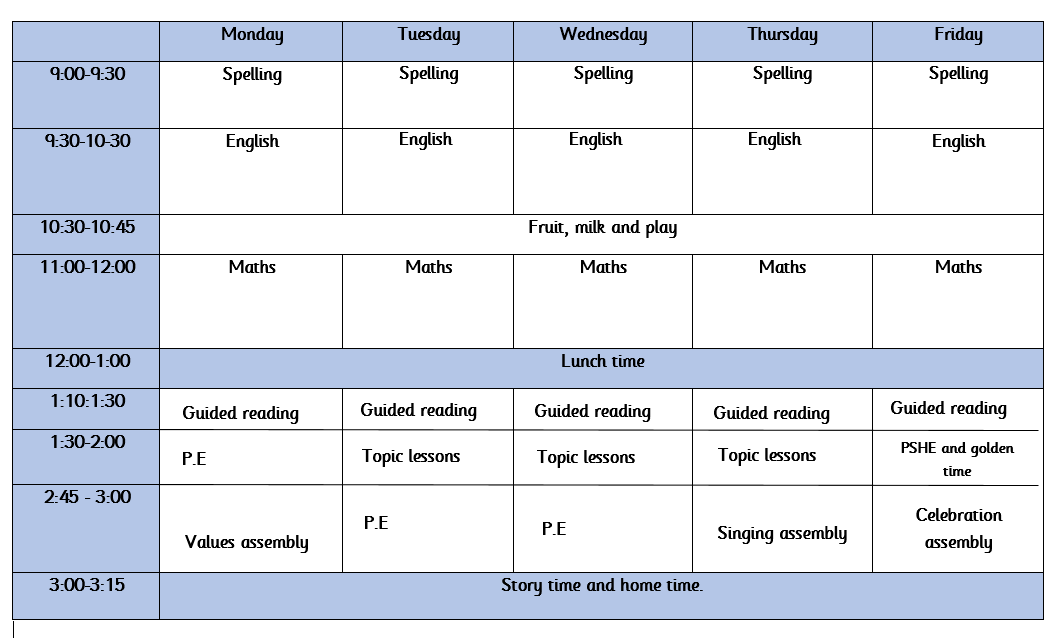 Monday Tuesday Wednesday Thursday Friday
9:00-9:30 Spelling Spelling Spelling Spelling Spelling
9:30-10-30 English English English English English
10:30-10:45 Fruit, milk and play
11:00-12:00 Maths Maths Maths Maths Maths
12:00-1:00 Lunch time
1:10:1:30 Guided reading Guided reading Guided reading Guided reading Guided reading
1:30-2:00 P.E Topic lessons Topic lessons Topic lessons PSHE and golden
time
2:45 - 3:00 Values assembly P.E P.E Singing assembly Celebration
assembly
3:00-3:15 Story time and home time.